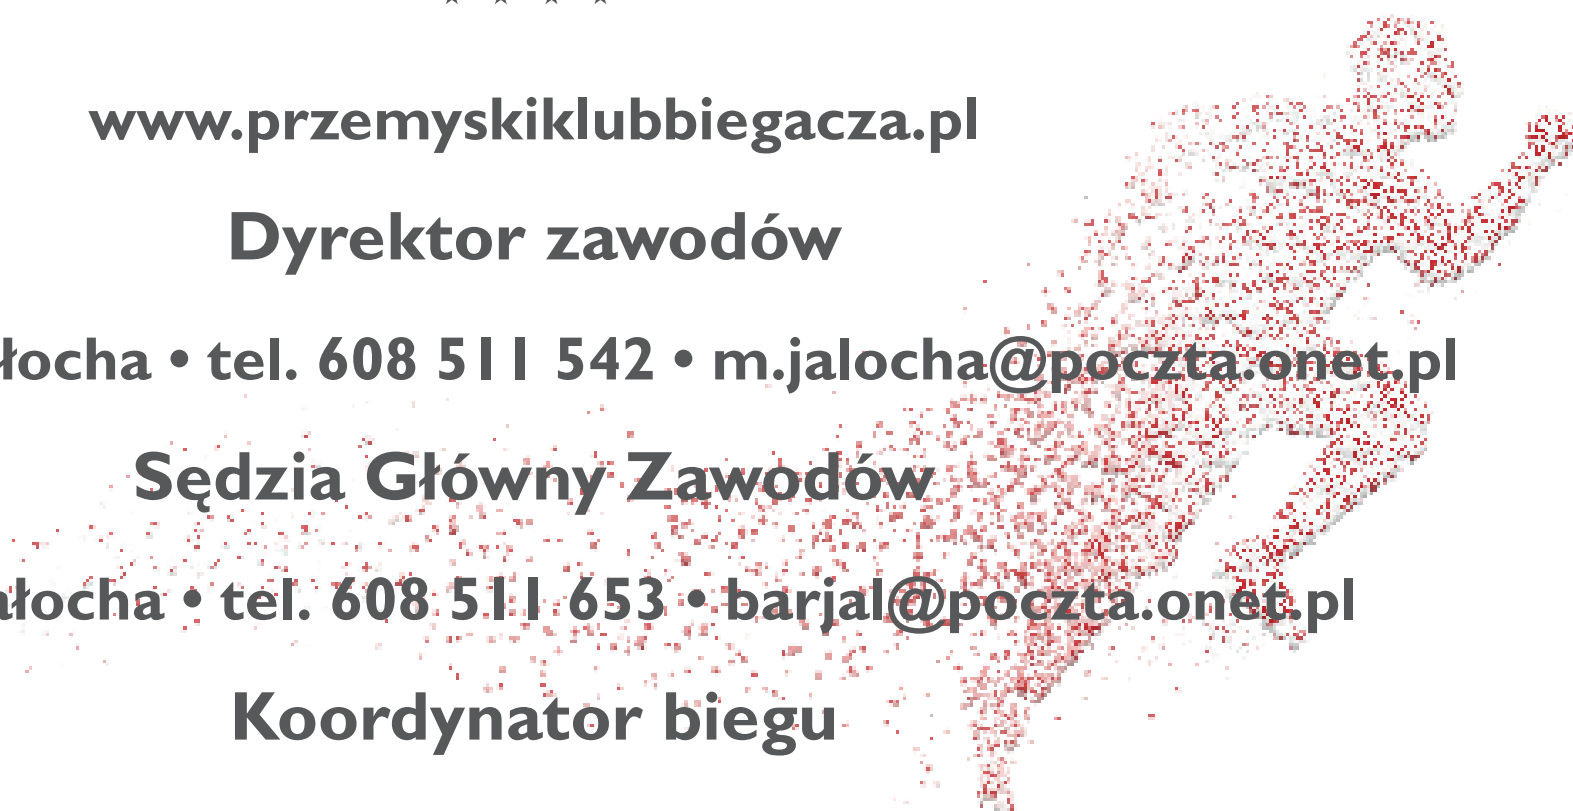 www.przemyskiklubbiegacza.pl
Dyrektor zawodów
łocha • tel. 608 511 542 • m.jalocha@poczta.onet.pl
Sędzia Główny Zawodów
ałocha • tel. 608 511 653 • barjal@poczta.onet.pl
Koordynator biegu